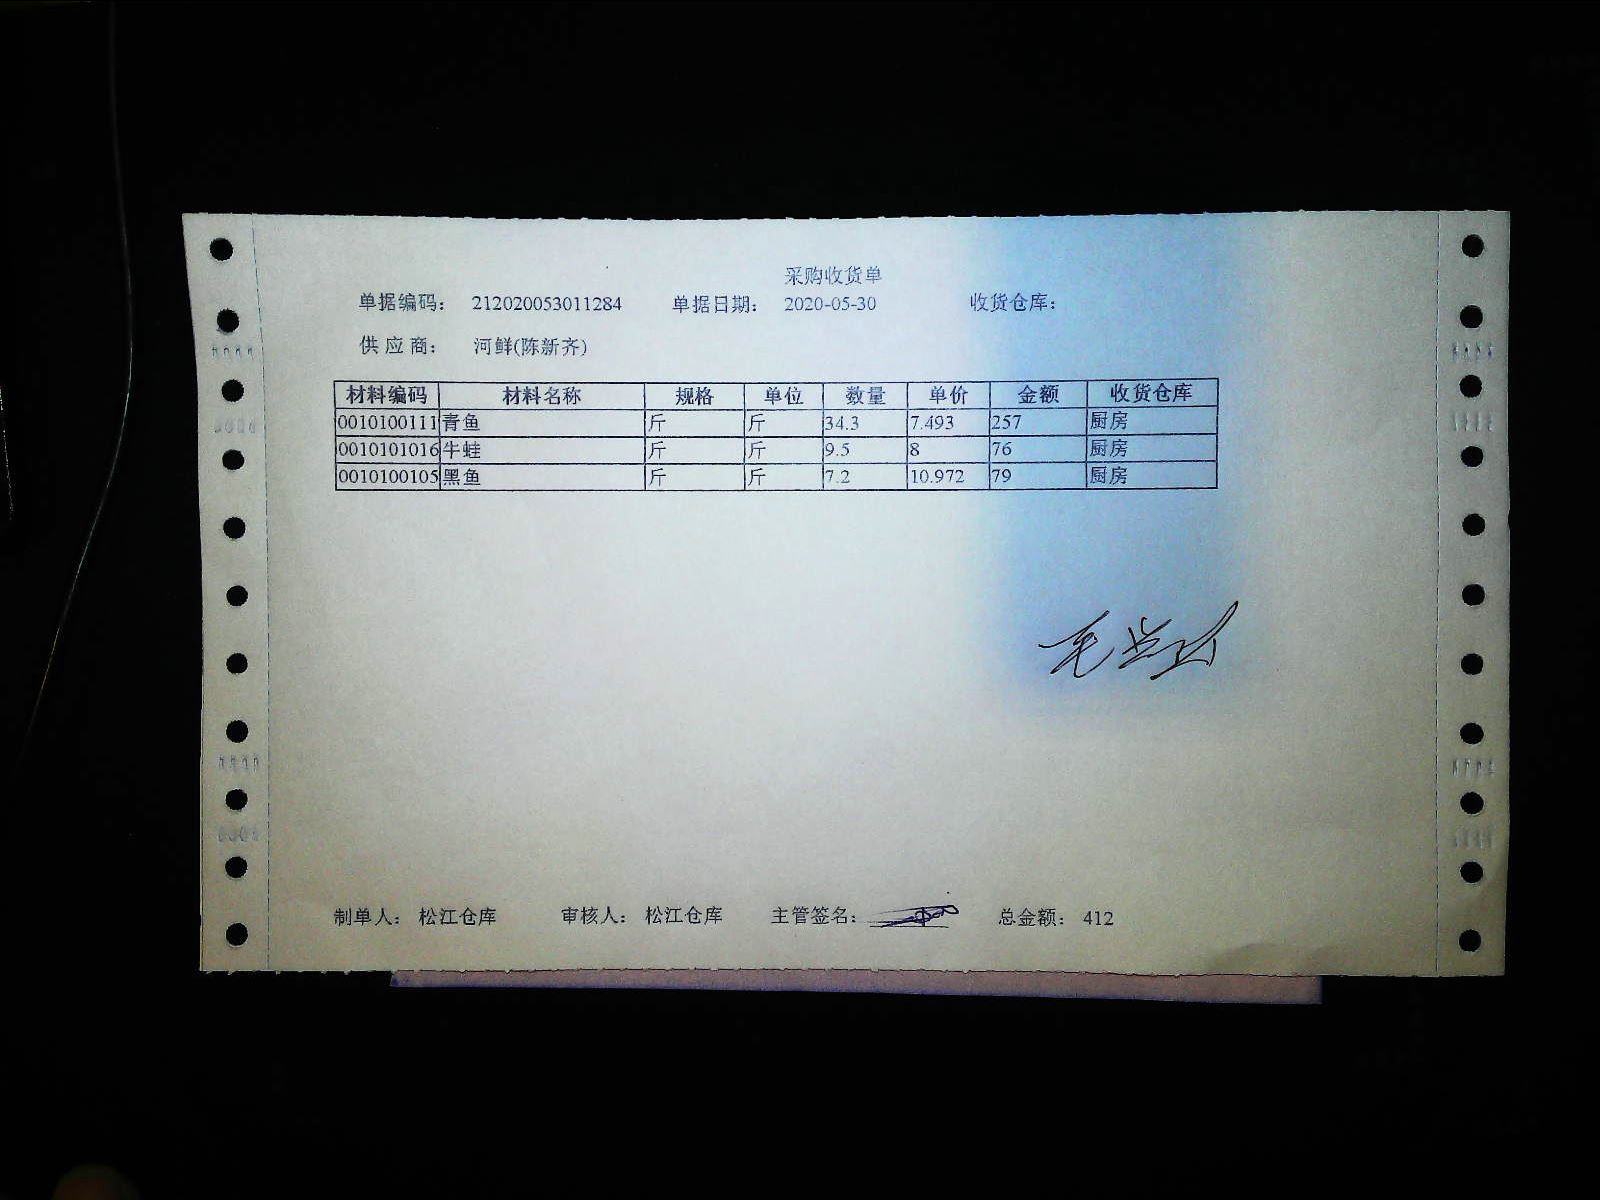 采购收货单
单据编码： 212020053011284 单据日期： 2020-05-30 收货仓库：
供 应 商： 河鲜(陈新齐)
材料编码 材料名称 规格 单位 数量 单价 金额 收货仓库
0010100111 青鱼 斤 斤 34.3 7.493 257 厨房
0010101016 牛蛙 斤 斤 9.5 8 76 厨房
0010100105 黑鱼 斤 斤 7.2 10.972 79 厨房
制单人： 松江仓库 审核人： 松江仓库 主管签名： 总金额： 412